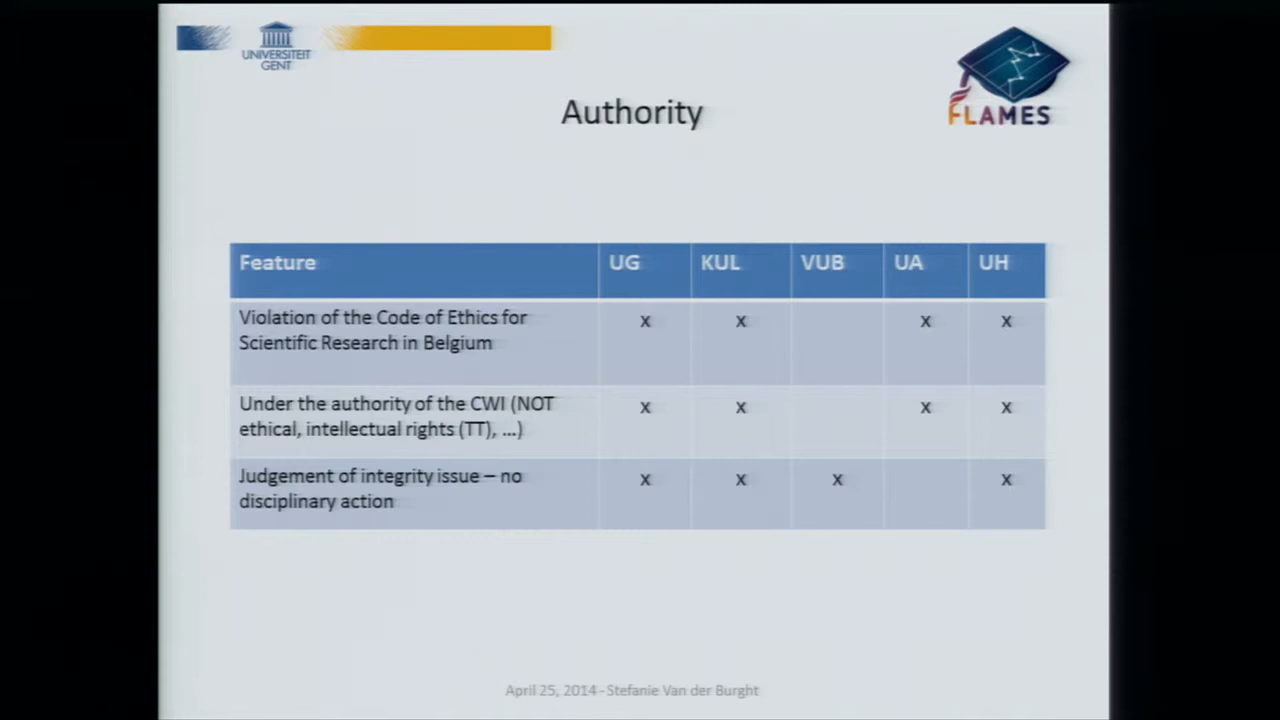 UNIVERSITEIT
GENT
FLAMES
Authority
Feature UG KUL VUB UA UH
Violation of the Code of Ethics for
Scientific Research in Belgium x x x x
Under the authority of the CWI (NOT
ethical, intellectual rights (TT), ...) x x x x
Judgement of integrity issue – no
disciplinary action x x x x
April 25, 2014 - Stefanie Van der Burght